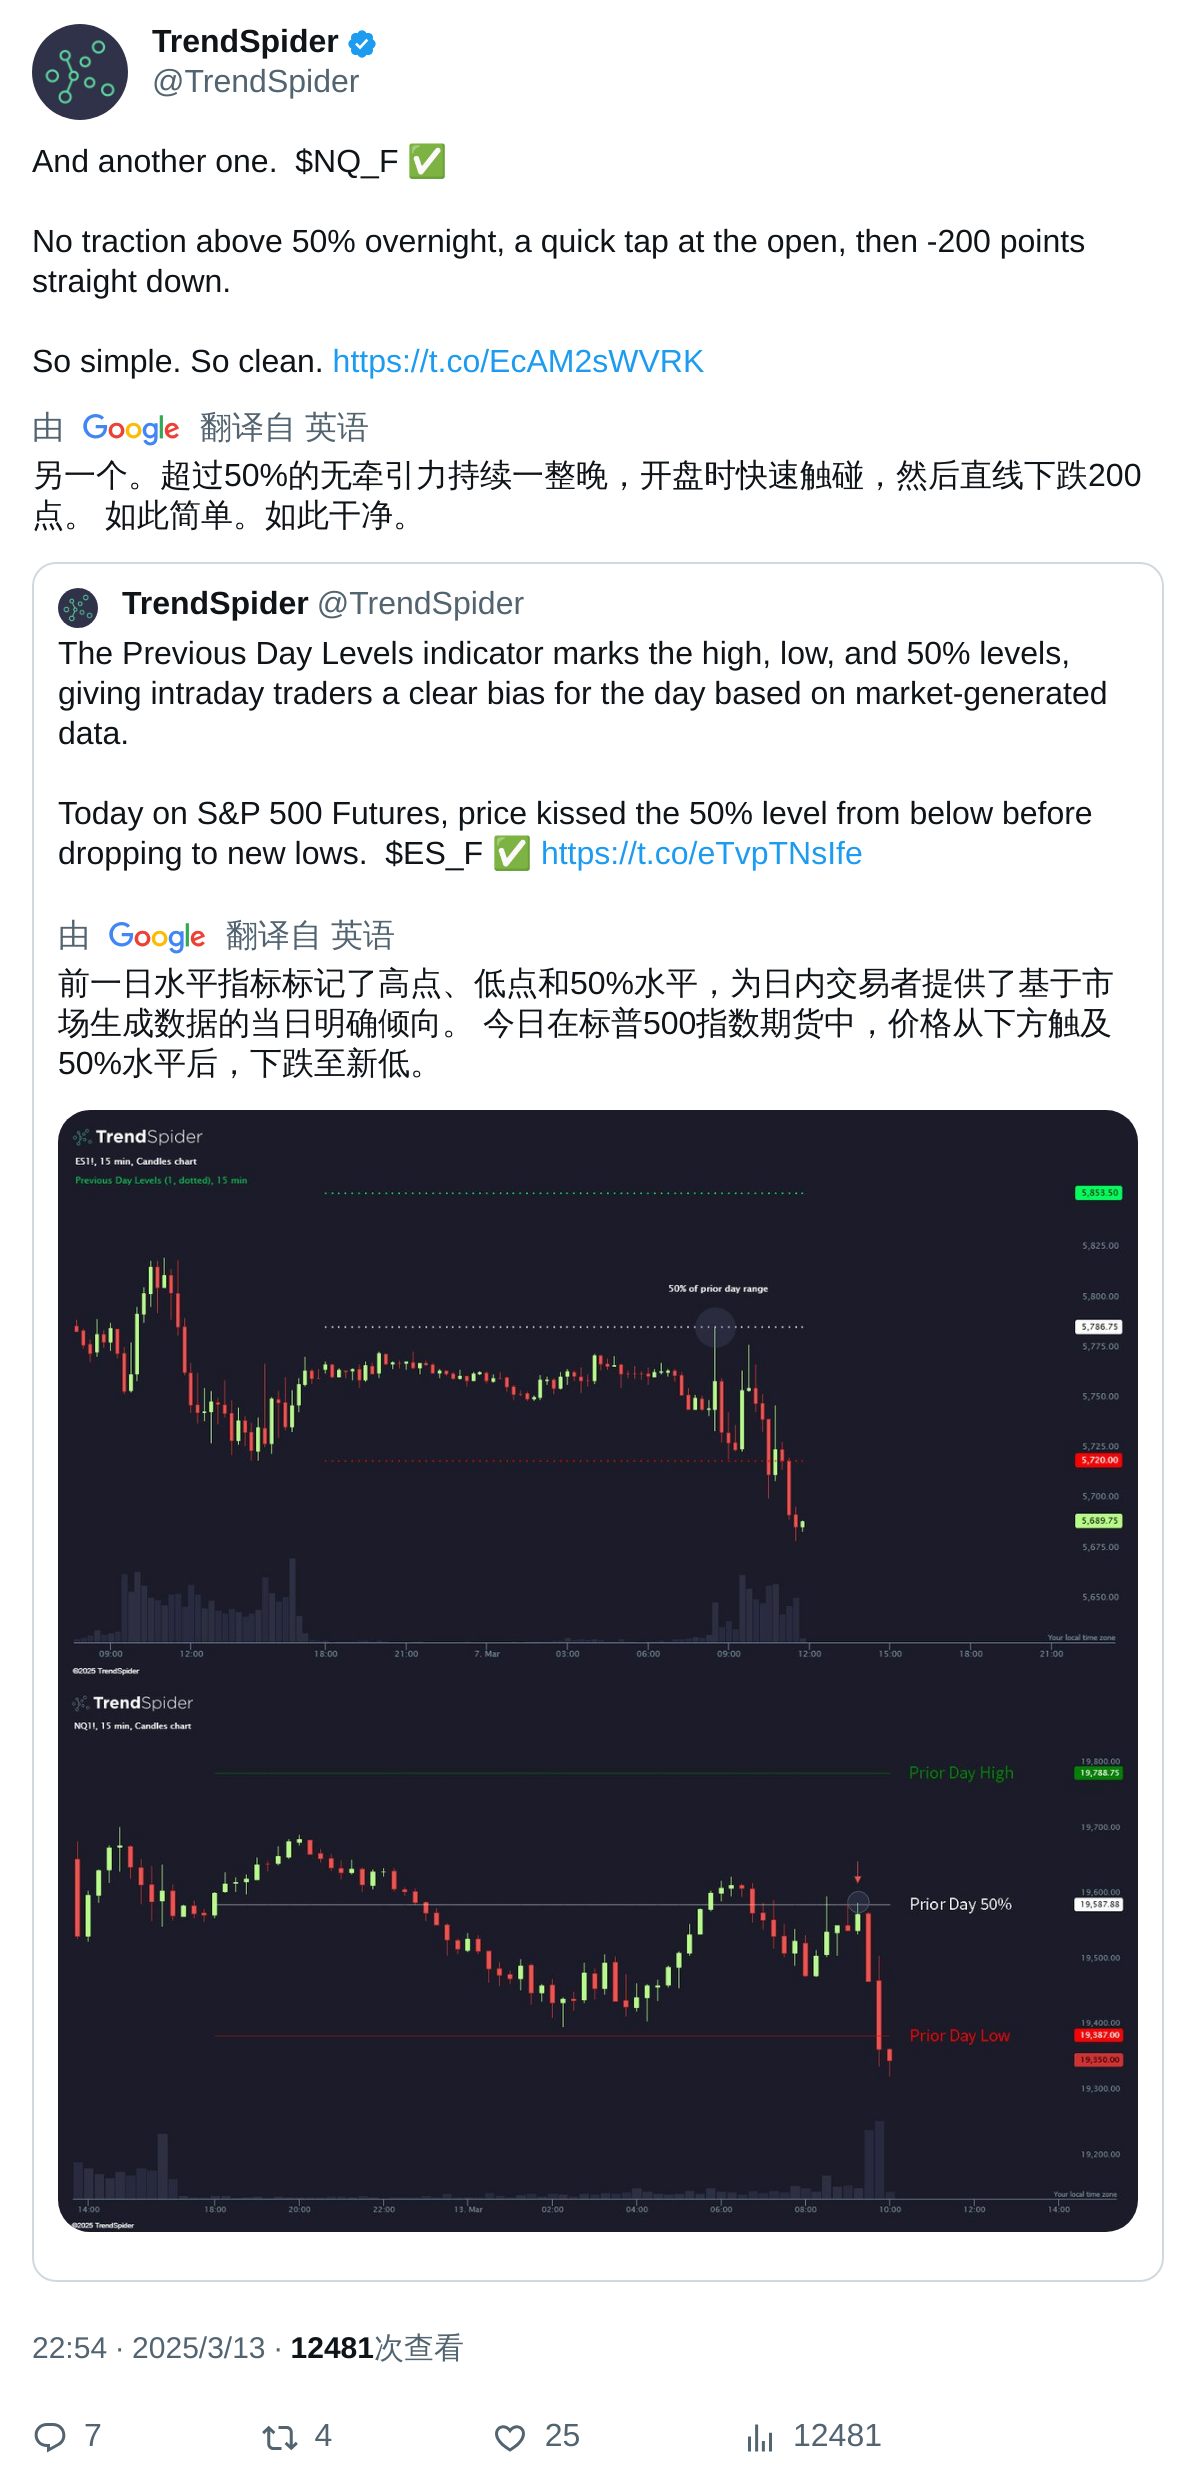 TrendSpider
@TrendSpider
And another one.  $NQ_F ✅
No traction above 50% overnight, a quick tap at the open, then -200 points
straight down.
So simple. So clean. https://t.co/EcAM2sWVRK
由 Google 翻译自 英语
另一个。超过50%的无牵引力持续一整晚，开盘时快速触碰，然后直线下跌200
点。 如此简单。如此干净。
TrendSpider @TrendSpider
The Previous Day Levels indicator marks the high, low, and 50% levels,
giving intraday traders a clear bias for the day based on market-generated
data.
Today on S&P 500 Futures, price kissed the 50% level from below before
dropping to new lows.  $ES_F ✅ https://t.co/eTvpTNsIfe
由 Google 翻译自 英语
前一日水平指标标记了高点、低点和50%水平，为日内交易者提供了基于市
场生成数据的当日明确倾向。 今日在标普500指数期货中，价格从下方触及
50%水平后，下跌至新低。
TrendSpider
ES1!, 15 min, Candles chart
Previous Day Levels (1, dotted), 15 min
5,853.50
5,825.00
50% of prior day range
5,800.00
5,786.75
5,775.00
5,750.00
5,725.00
5,720.00
5,700.00
5,689.75
5,675.00
5,650.00
Your local time zone
09:00 12:00 18:00 21:00 7. Mar 03:00 06:00 09:00 12:00 15:00 18:00 21:00
©2025 TrendSpider
TrendSpider
NQ1!, 15 min, Candles chart
19,800.00
Prior Day High 19,788.75
19,700.00
19,600.00
Prior Day 50% 19,587.88
19,500.00
19,400.00
Prior Day Low 19,387.00
19,350.00
19,300.00
19,200.00
Your local time zone
14:00 18:00 20:00 22:00 13. Mar 02:00 04:00 06:00 08:00 10:00 12:00 14:00
©2025 TrendSpider
22:54 · 2025/3/13 · 12481次查看
7 4 25 12481